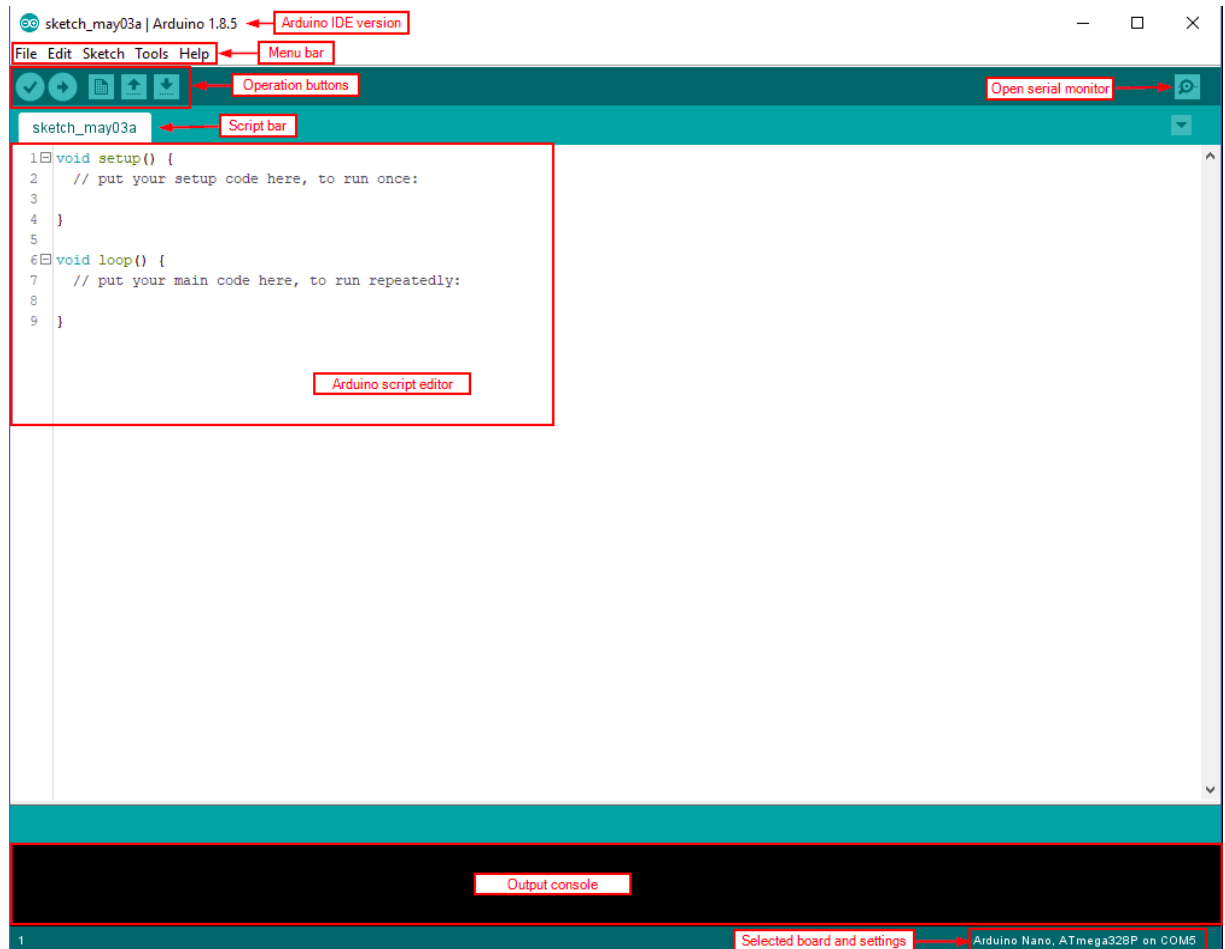 sketch_may03a | Arduino 1.8.5
Arduino IDE version
File Edit Sketch Tools Help
Menu bar
Operation buttons
Open serial monitor
sketch_may03a
Script bar
1 void setup() {
2 // put your setup code here, to run once:
3
4 }
5
6 void loop() {
7 // put your main code here, to run repeatedly:
8
9 }
Arduino script editor
Output console
1
Selected board and settings
Arduino Nano, ATmega328P on COM5